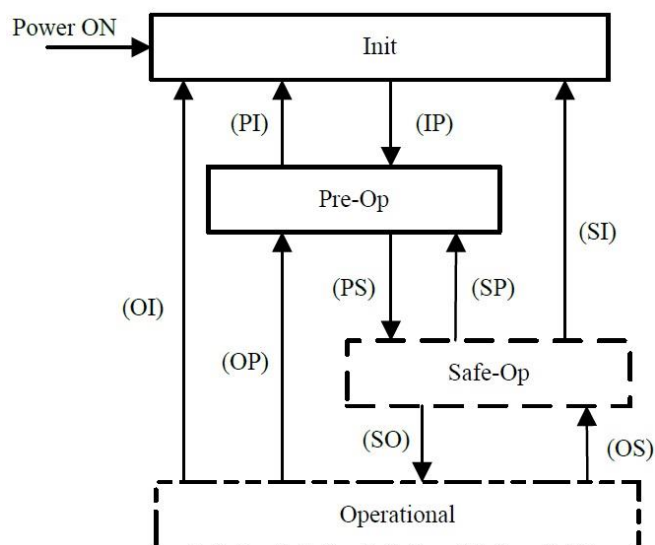 Power ON
Init
(PI)
(IP)
Pre-Op
(SI)
(PS)
(SP)
(OI)
(OP)
Safe-Op
(SO)
(OS)
Operational